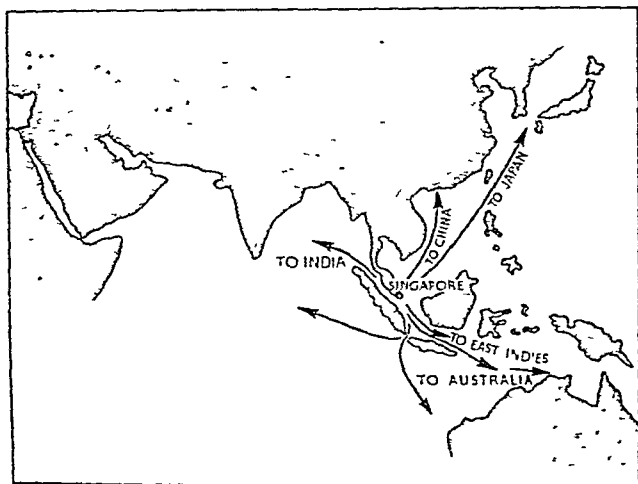 TO JAPAN
TO CHINA
TO INDIA
SINGAPORE
TO EAST INDIES
TO AUSTRALIA